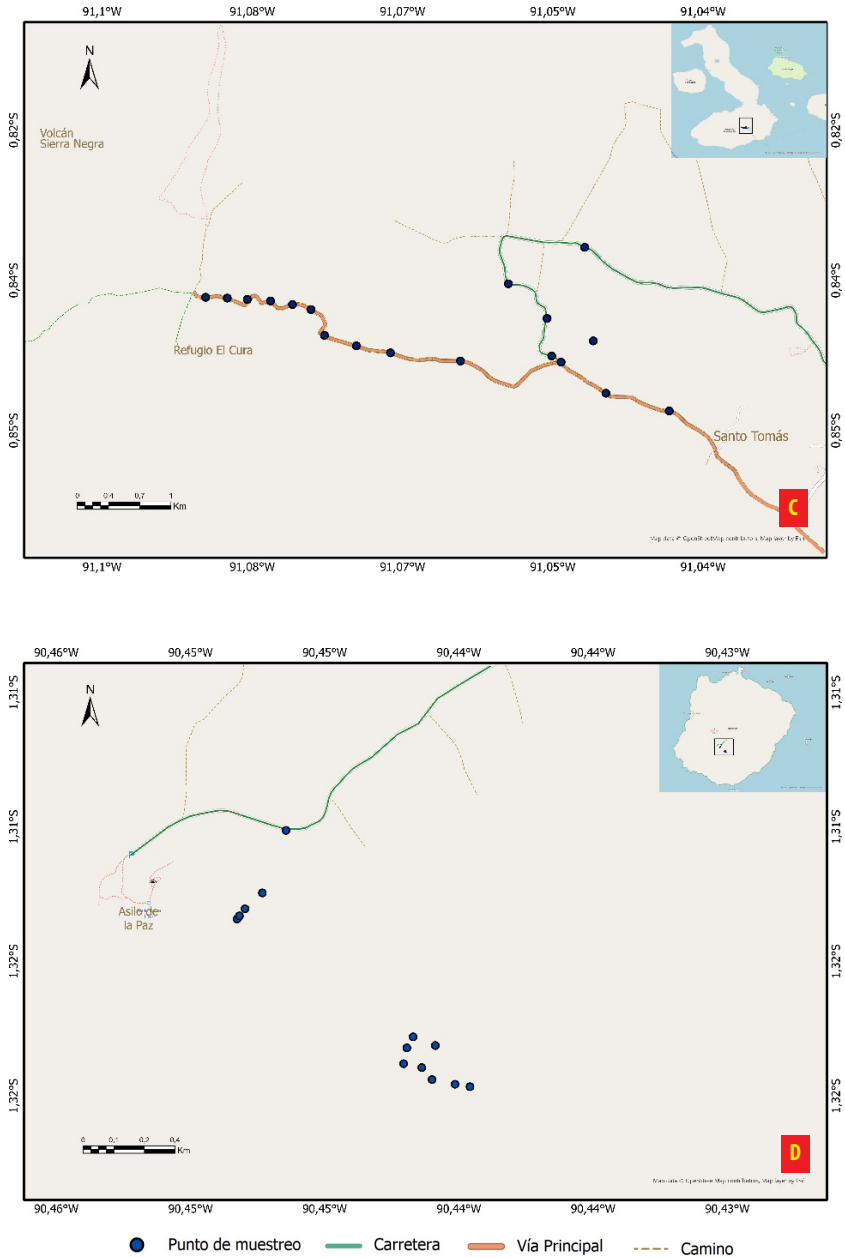 91,1°W 91,08°W 91,07°W 91,05°W 91,04°W
N
Volcán
Sierra Negra
0,82°S 0,82°S
0,84°S 0,84°S
Refugio El Cura
0,85°S 0,85°S
Santo Tomás
0 0,4 0,7 1
Km
C
91,1°W 91,08°W 91,07°W 91,05°W 91,04°W
90,46°W 90,45°W 90,45°W 90,44°W 90,44°W 90,43°W
N
1,31°S 1,31°S
1,31°S 1,31°S
P
Asilo de
la Paz
1,32°S 1,32°S
1,32°S 1,32°S
0 0,1 0,2 0,4
Km
D
90,46°W 90,45°W 90,45°W 90,44°W 90,44°W 90,43°W
Punto de muestreo Carretera Vía Principal Camino